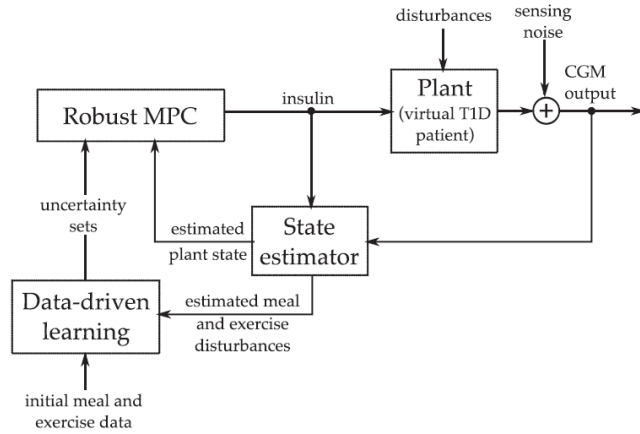 disturbances
sensing
noise
CGM
output
insulin
Plant
(virtual T1D
patient)
+
Robust MPC
uncertainty
sets
estimated
plant state
State
estimator
Data-driven
learning
estimated meal
and exercise
disturbances
initial meal and
exercise data